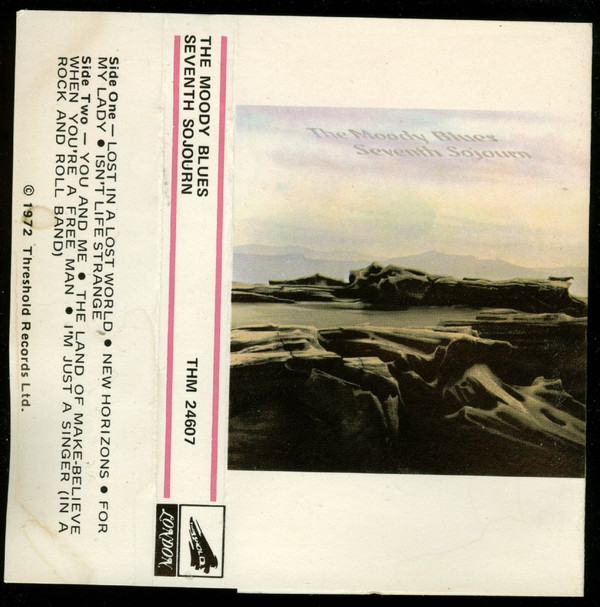 The Moody Blues
Seventh Sojourn
THE MOODY BLUES
SEVENTH SOJOURN
THM 24607
LONDON
Side One — LOST IN A LOST WORLD ● NEW HORIZONS ● FOR
MY LADY ● ISN'T LIFE STRANGE
Side Two — YOU AND ME ● THE LAND OF MAKE-BELIEVE
WHEN YOU'RE A FREE MAN ● I'M JUST A SINGER (IN A
ROCK AND ROLL BAND)
© 1972 Threshold Records Ltd.